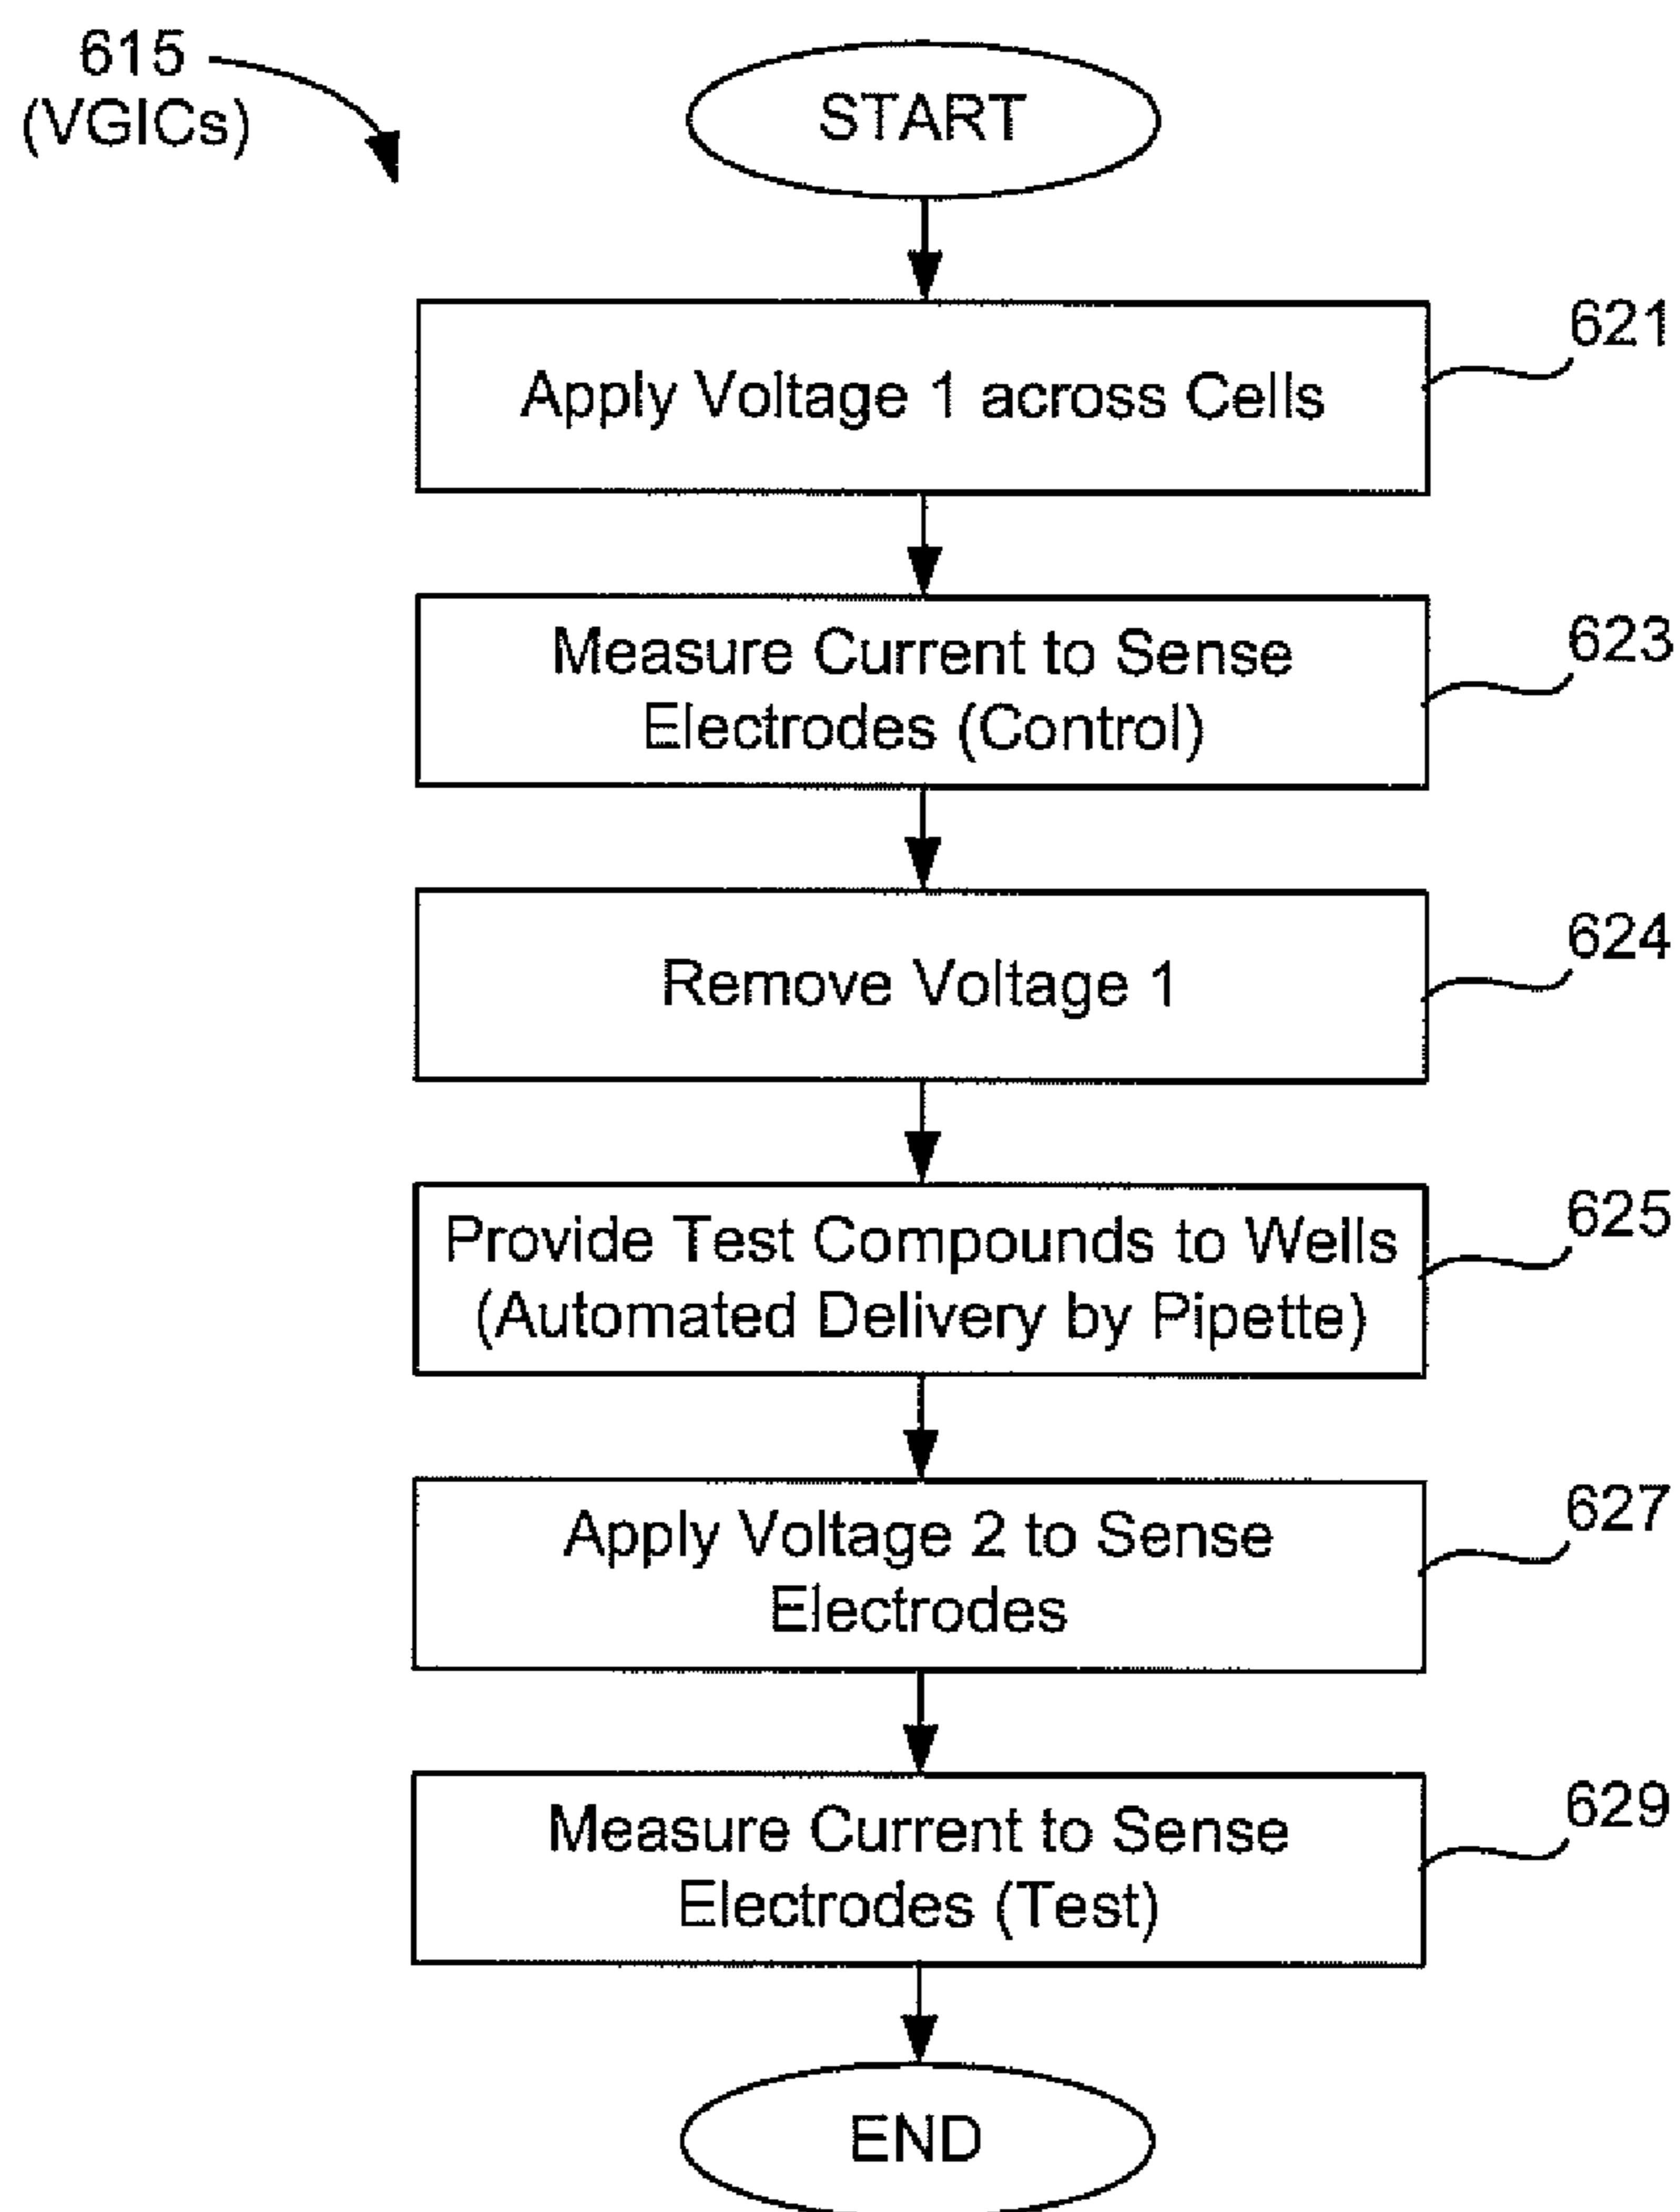 615
(VGICs)
START
Apply Voltage 1 across Cells
621
Measure Current to Sense
Electrodes (Control)
623
Remove Voltage 1
624
Provide Test Compounds to Wells
(Automated Delivery by Pipette)
625
Apply Voltage 2 to Sense
Electrodes
627
Measure Current to Sense
Electrodes (Test)
629
END